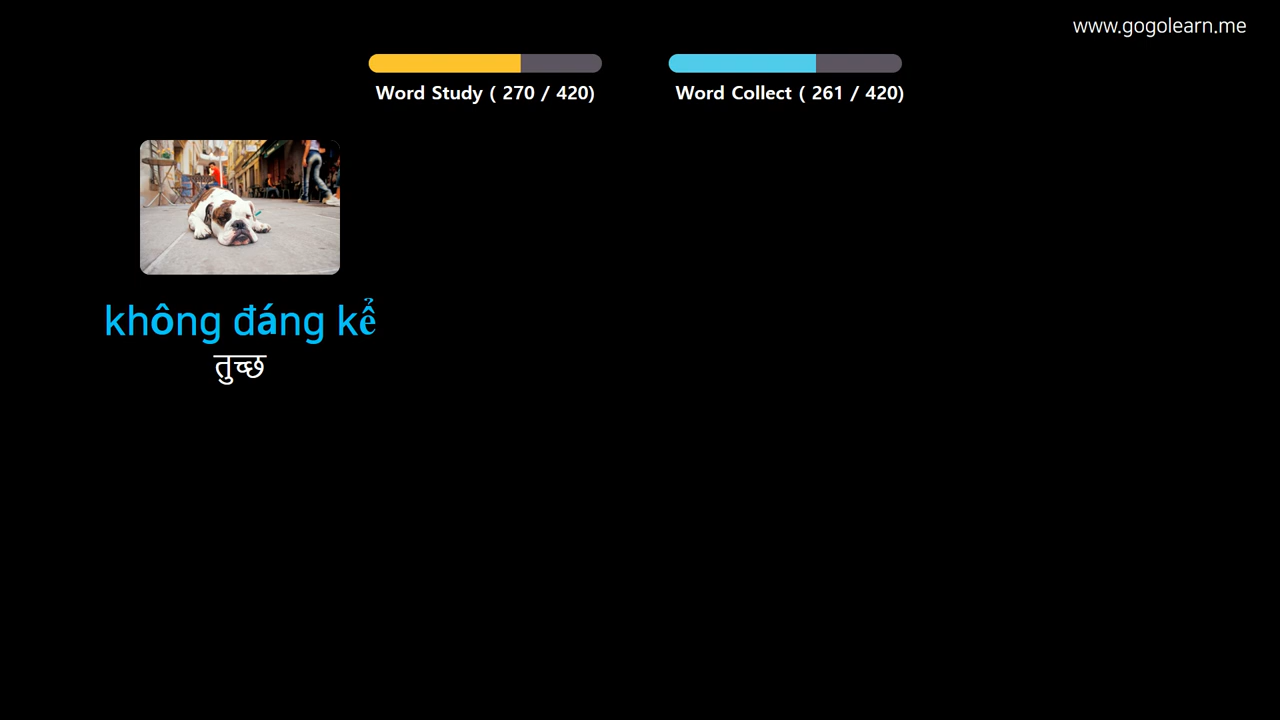 www.gogolearn.me
Word Study ( 270 / 420)
Word Collect ( 261 / 420)
không đáng kể
तुच्छ